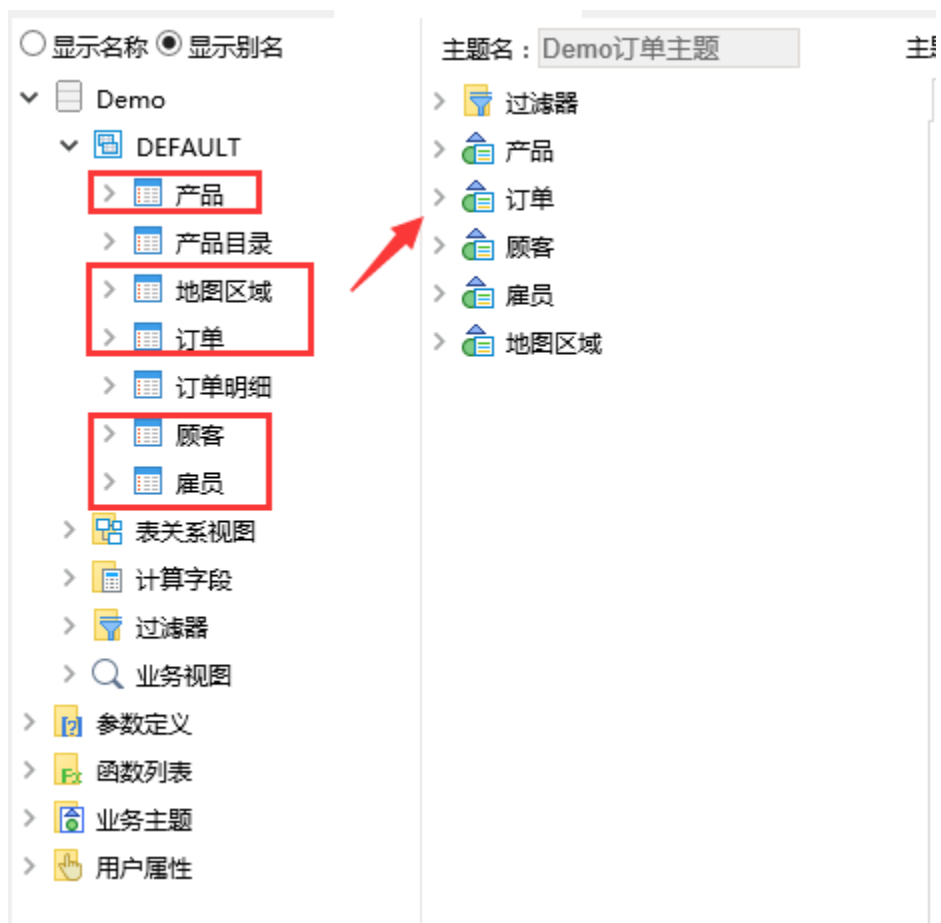 显示名称 显示别名
Demo
DEFAULT
产品
产品目录
地图区域
订单
订单明细
顾客
雇员
表关系视图
计算字段
过滤器
业务视图
参数定义
函数列表
业务主题
用户属性
主题名：Demo订单主题
过滤器
产品
订单
顾客
雇员
地图区域
主